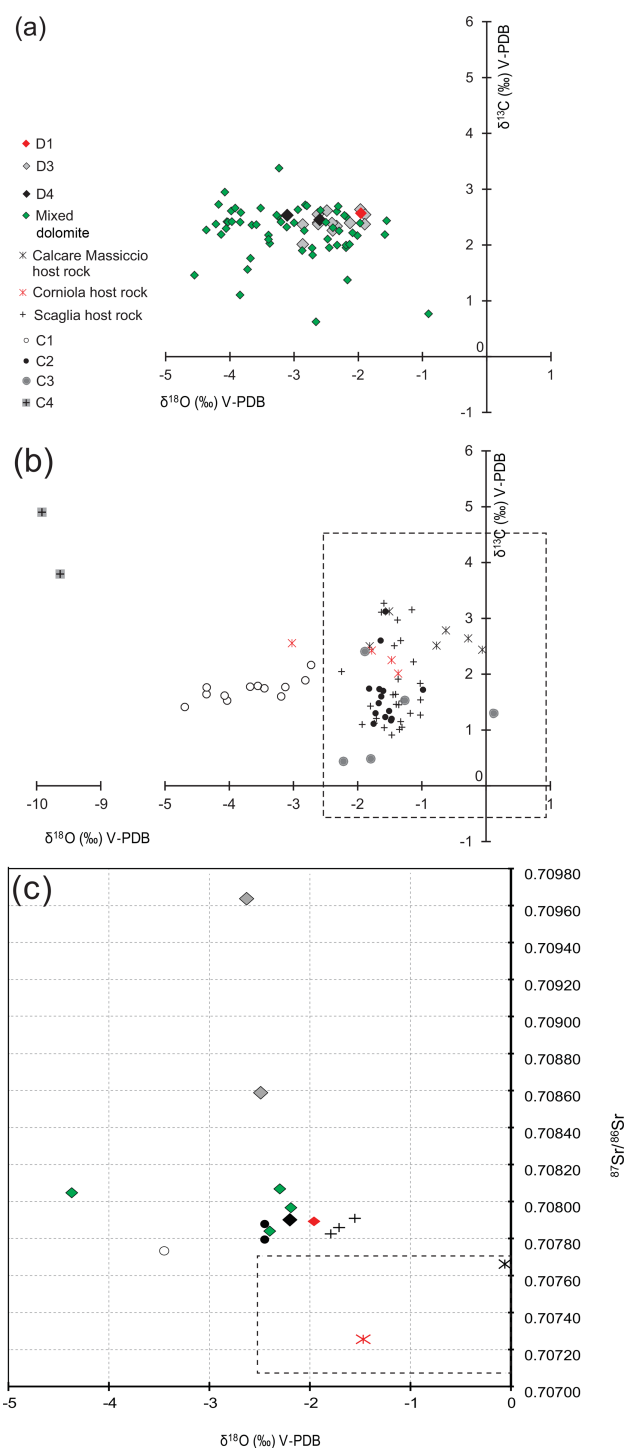 (a)
6
5
4
3
2
1
0
-1
δ13C (‰) V-PDB
D1
D3
D4
Mixed
dolomite
Calcare Massiccio
host rock
Corniola host rock
Scaglia host rock
C1
C2
C3
C4
-5 -4 -3 -2 -1 1
δ18O (‰) V-PDB
(b)
6
5
4
3
2
1
0
-1
δ13C (‰) V-PDB
-10 -9 -5 -4 -3 -2 -1 1
δ18O (‰) V-PDB
(c)
0.70980
0.70960
0.70940
0.70920
0.70900
0.70880
0.70860
0.70840
0.70820
0.70800
0.70780
0.70760
0.70740
0.70720
0.70700
87Sr/86Sr
-5 -4 -3 -2 -1 0
δ18O (‰) V-PDB